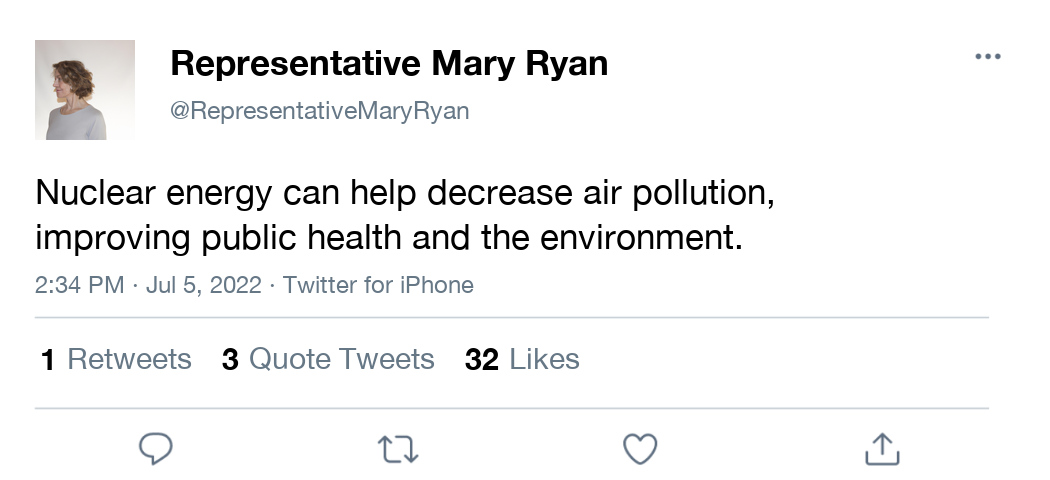 Representative Mary Ryan
@RepresentativeMaryRyan
Nuclear energy can help decrease air pollution,
improving public health and the environment.
2:34 PM · Jul 5, 2022 · Twitter for iPhone
1 Retweets 3 Quote Tweets 32 Likes